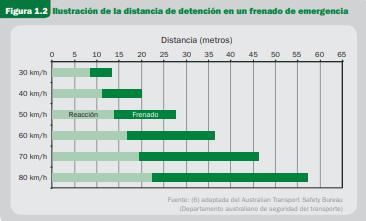 Figura 1.2 Ilustración de la distancia de detención en un frenado de emergencia
Distancia (metros)
0 5 10 15 20 25 30 35 40 45 50 55 60 65
30 km/h
40 km/h
50 km/h Reacción Frenado
60 km/h
70 km/h
80 km/h
Fuente: (6) adaptada del Australian Transport Safety Bureau
(Departamento australiano de seguridad del transporte)